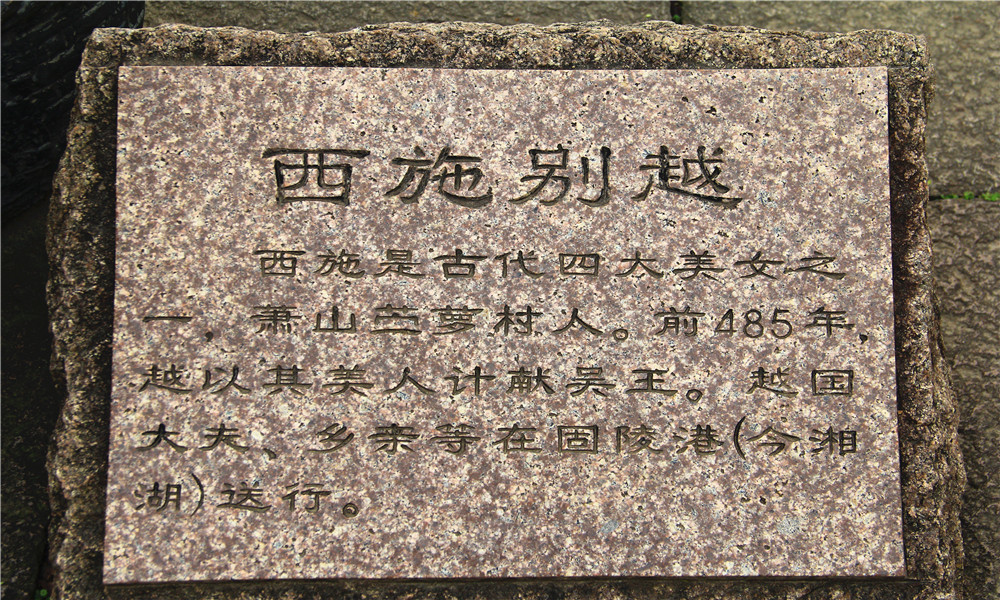 西施别越
西施是古代四大美女之
一，萧山苎萝村人。前485年，
越以其美人计献吴王。越国
大夫、乡亲等在固陵港(今湘
湖)送行。